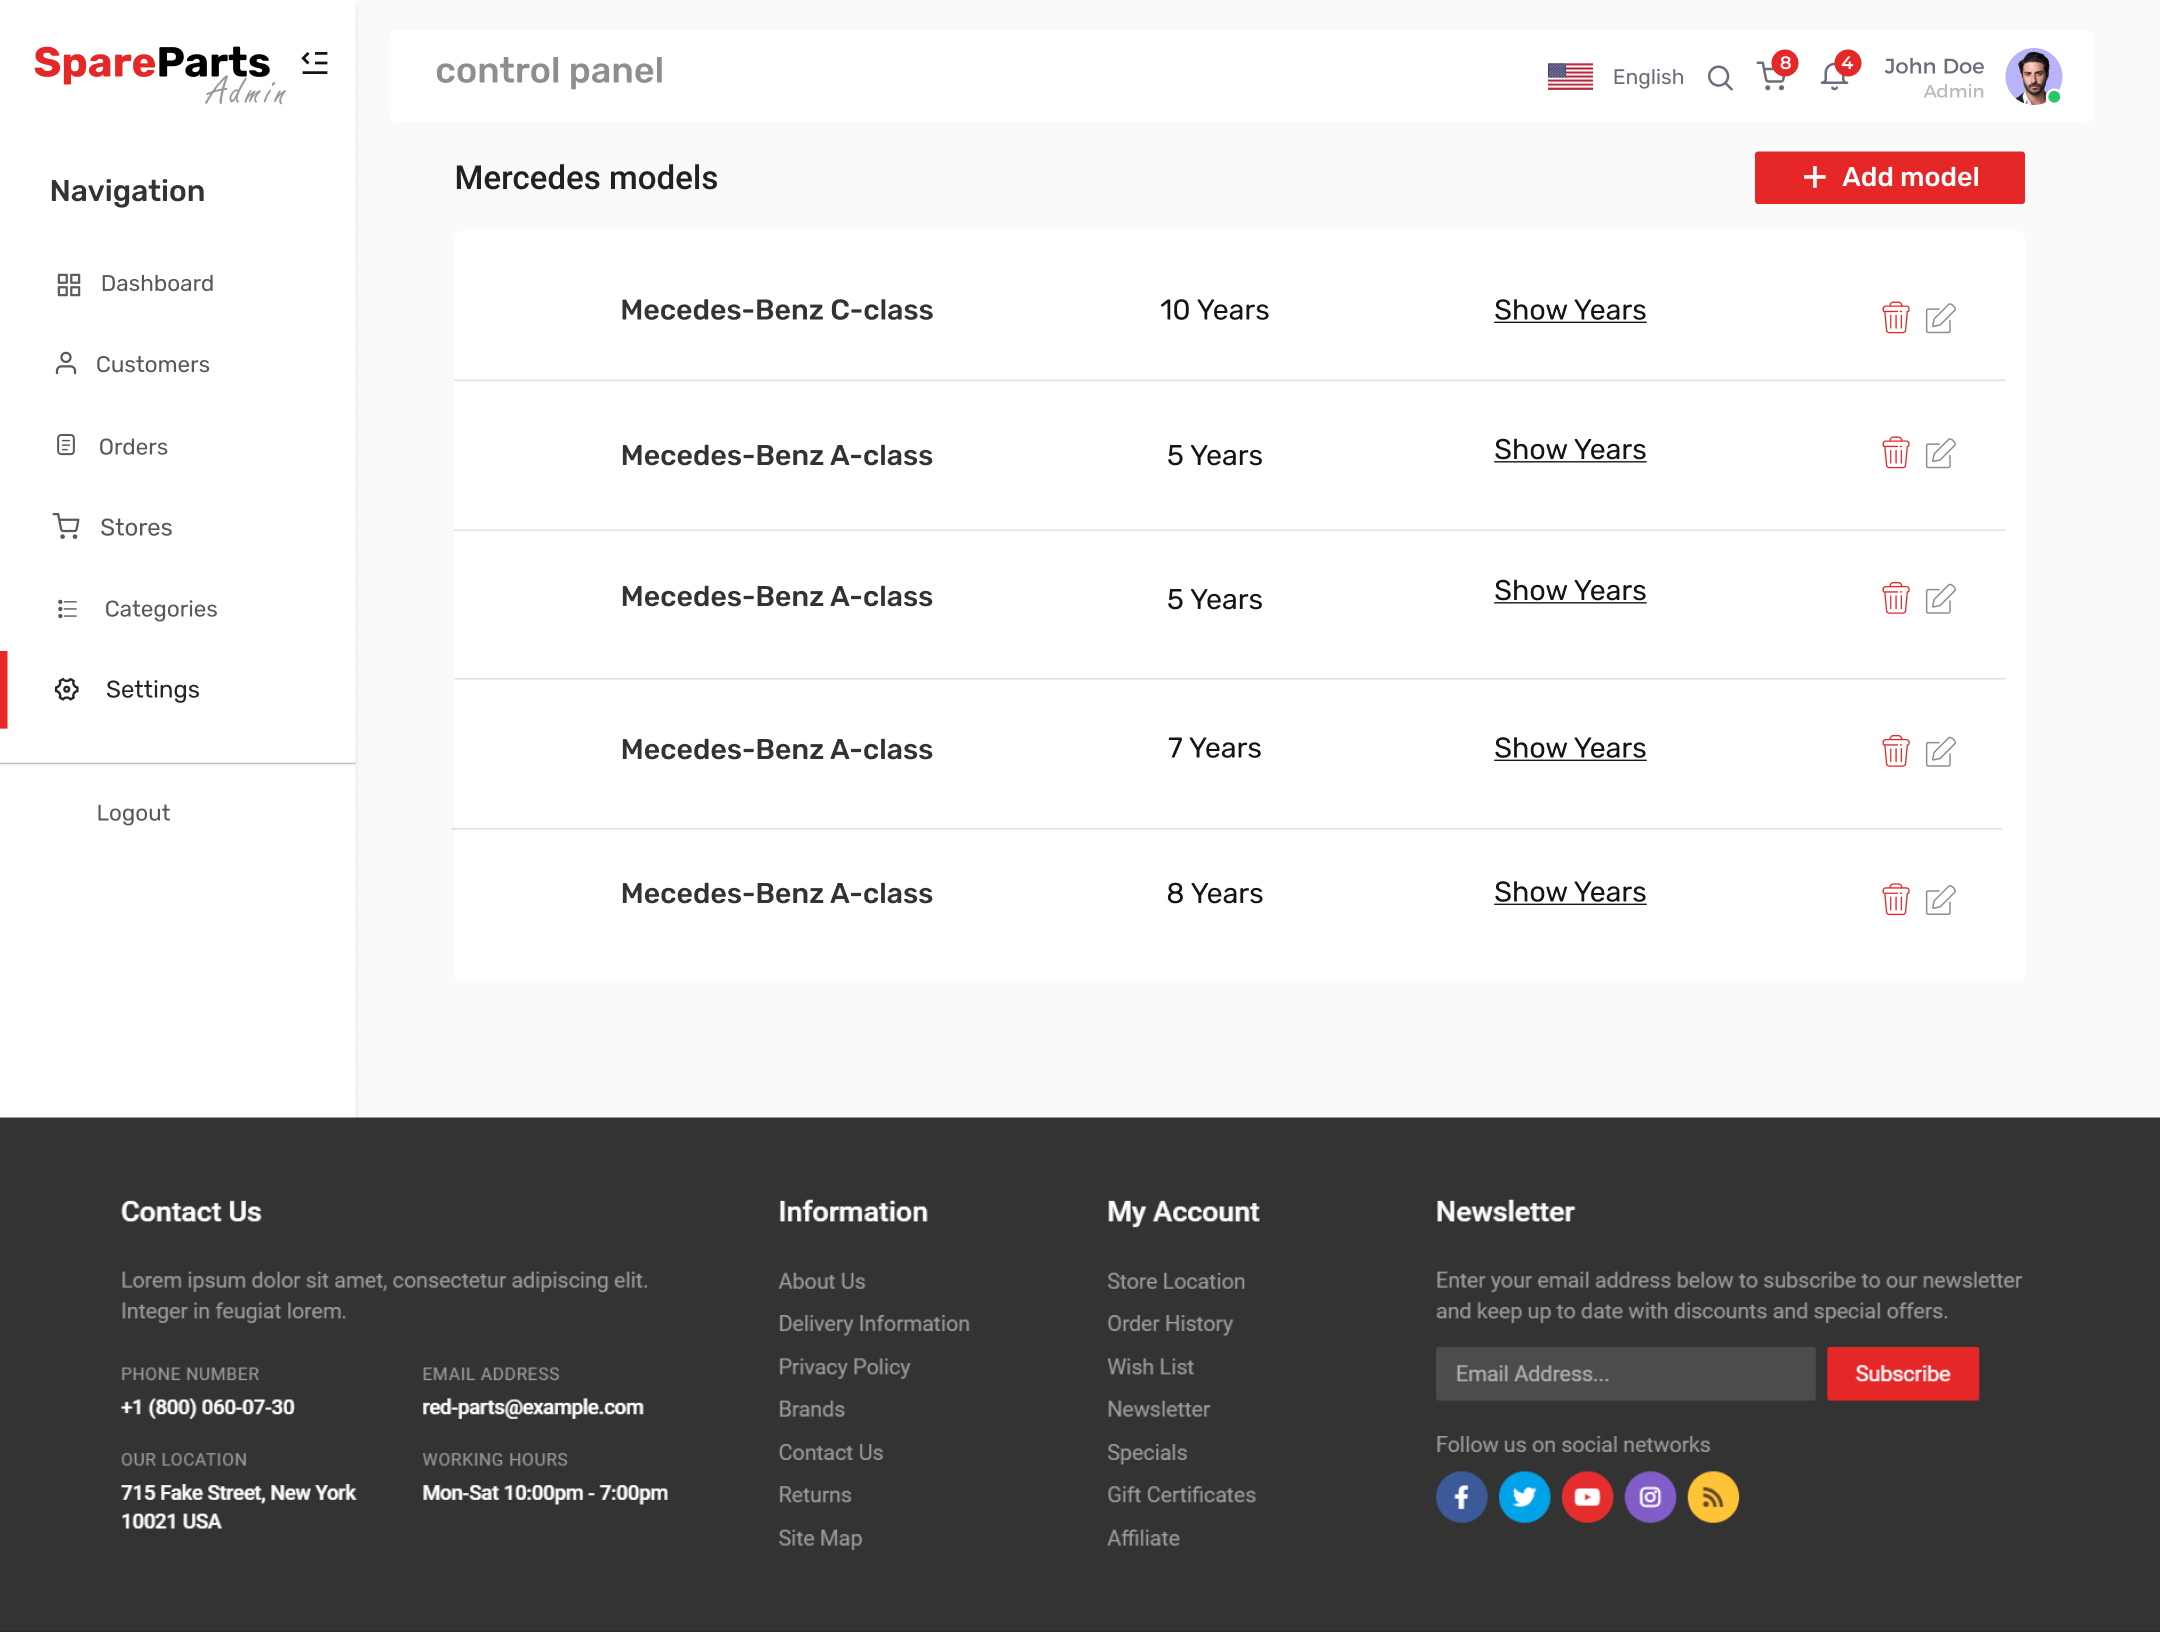 SpareParts
Admin
control panel
English
8
4
John Doe
Admin
Navigation
Dashboard
Customers
Orders
Stores
Categories
Settings
Logout
Mercedes models
+ Add model
Mecedes-Benz C-class 10 Years Show Years
Mecedes-Benz A-class 5 Years Show Years
Mecedes-Benz A-class 5 Years Show Years
Mecedes-Benz A-class 7 Years Show Years
Mecedes-Benz A-class 8 Years Show Years
Contact Us
Lorem ipsum dolor sit amet, consectetur adipiscing elit.
Integer in feugiat lorem.
PHONE NUMBER
+1 (800) 060-07-30
EMAIL ADDRESS
red-parts@example.com
OUR LOCATION
715 Fake Street, New York
10021 USA
WORKING HOURS
Mon-Sat 10:00pm - 7:00pm
Information
About Us
Delivery Information
Privacy Policy
Brands
Contact Us
Returns
Site Map
My Account
Store Location
Order History
Wish List
Newsletter
Specials
Gift Certificates
Affiliate
Newsletter
Enter your email address below to subscribe to our newsletter
and keep up to date with discounts and special offers.
Email Address...
Subscribe
Follow us on social networks